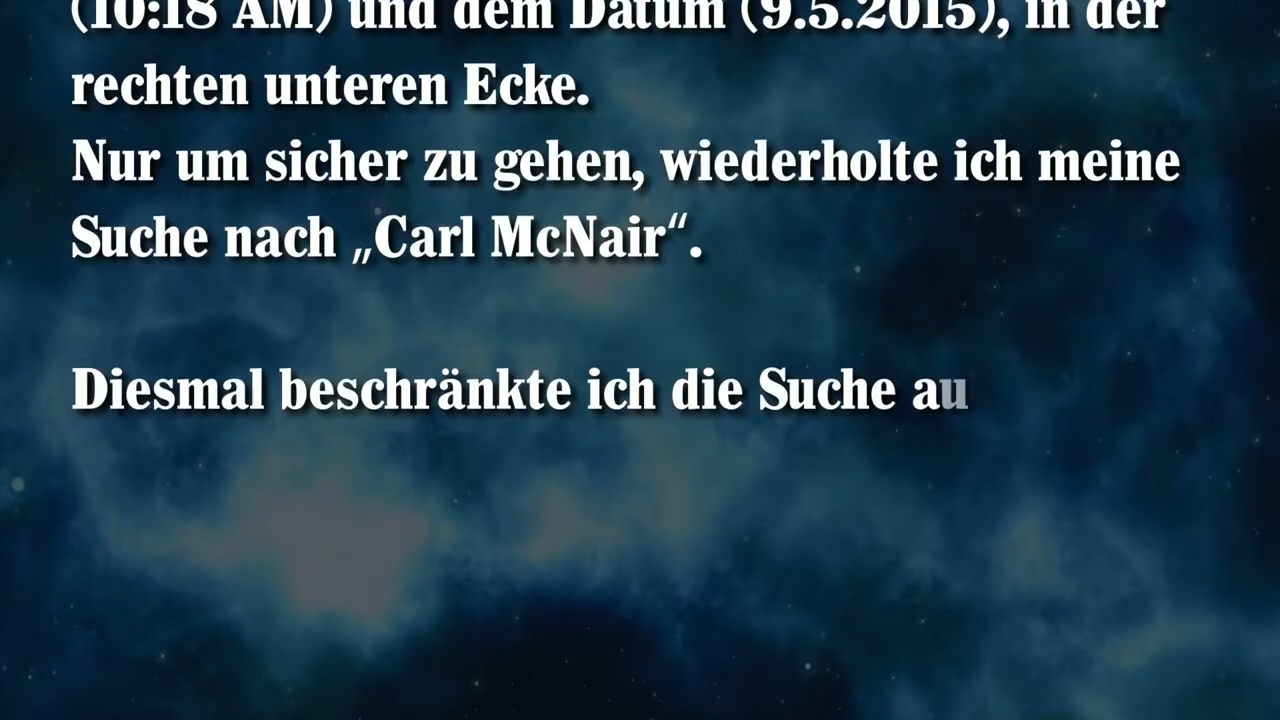 (10:18 AM) und dem Datum (9.5.2015), in der
rechten unteren Ecke.
Nur um sicher zu gehen, wiederholte ich meine
Suche nach „Carl McNair“.
Diesmal beschränkte ich die Suche au